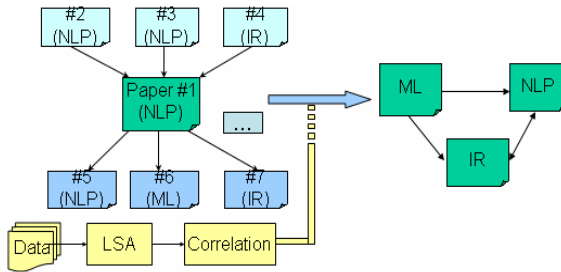 #2
(NLP)
#3
(NLP)
#4
(IR)
Paper #1
(NLP)
...
ML
NLP
IR
#5
(NLP)
#6
(ML)
#7
(IR)
Data
LSA
Correlation